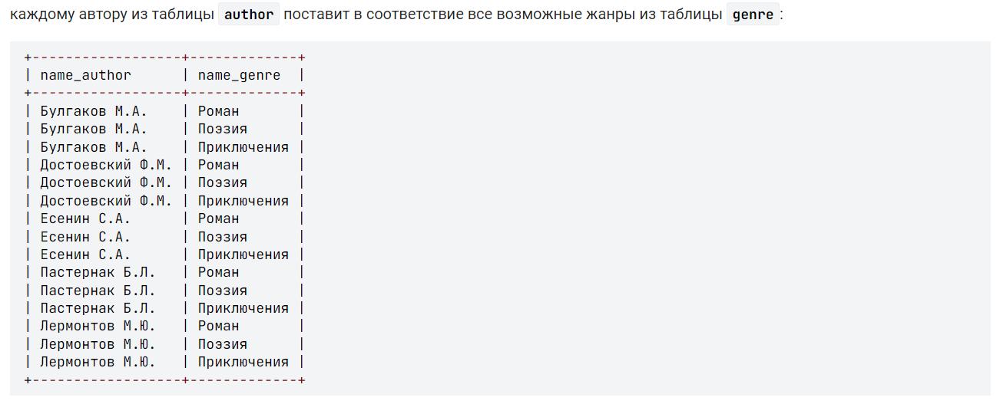 каждому автору из таблицы author поставит в соответствие все возможные жанры из таблицы genre:
+------------------+-------------+
| name_author      | name_genre  |
+------------------+-------------+
| Булгаков М.А.    | Роман       |
| Булгаков М.А.    | Поэзия      |
| Булгаков М.А.    | Приключения |
| Достоевский Ф.М. | Роман       |
| Достоевский Ф.М. | Поэзия      |
| Достоевский Ф.М. | Приключения |
| Есенин С.А.      | Роман       |
| Есенин С.А.      | Поэзия      |
| Есенин С.А.      | Приключения |
| Пастернак Б.Л.   | Роман       |
| Пастернак Б.Л.   | Поэзия      |
| Пастернак Б.Л.   | Приключения |
| Лермонтов М.Ю.   | Роман       |
| Лермонтов М.Ю.   | Поэзия      |
| Лермонтов М.Ю.   | Приключения |
+------------------+-------------+